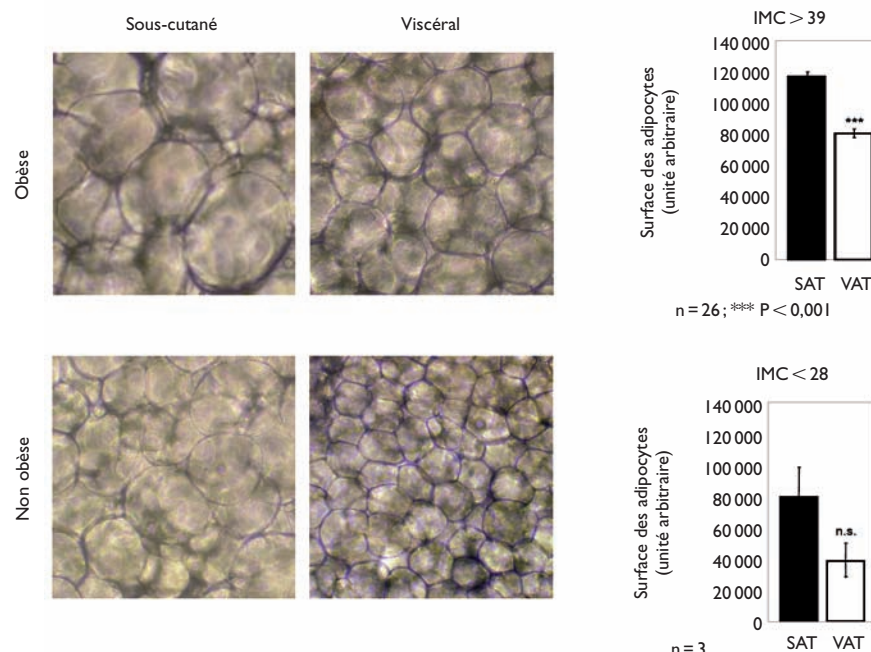 Sous-cutané
Viscéral
Obèse
Non obèse
IMC > 39
Surface des adipocytes
(unité arbitraire)
140 000
120 000
100 000
80 000
60 000
40 000
20 000
0
***
SAT
VAT
n = 26 ; *** P < 0,001
IMC < 28
Surface des adipocytes
(unité arbitraire)
140 000
120 000
100 000
80 000
60 000
40 000
20 000
0
n.s.
SAT
VAT
n = 3